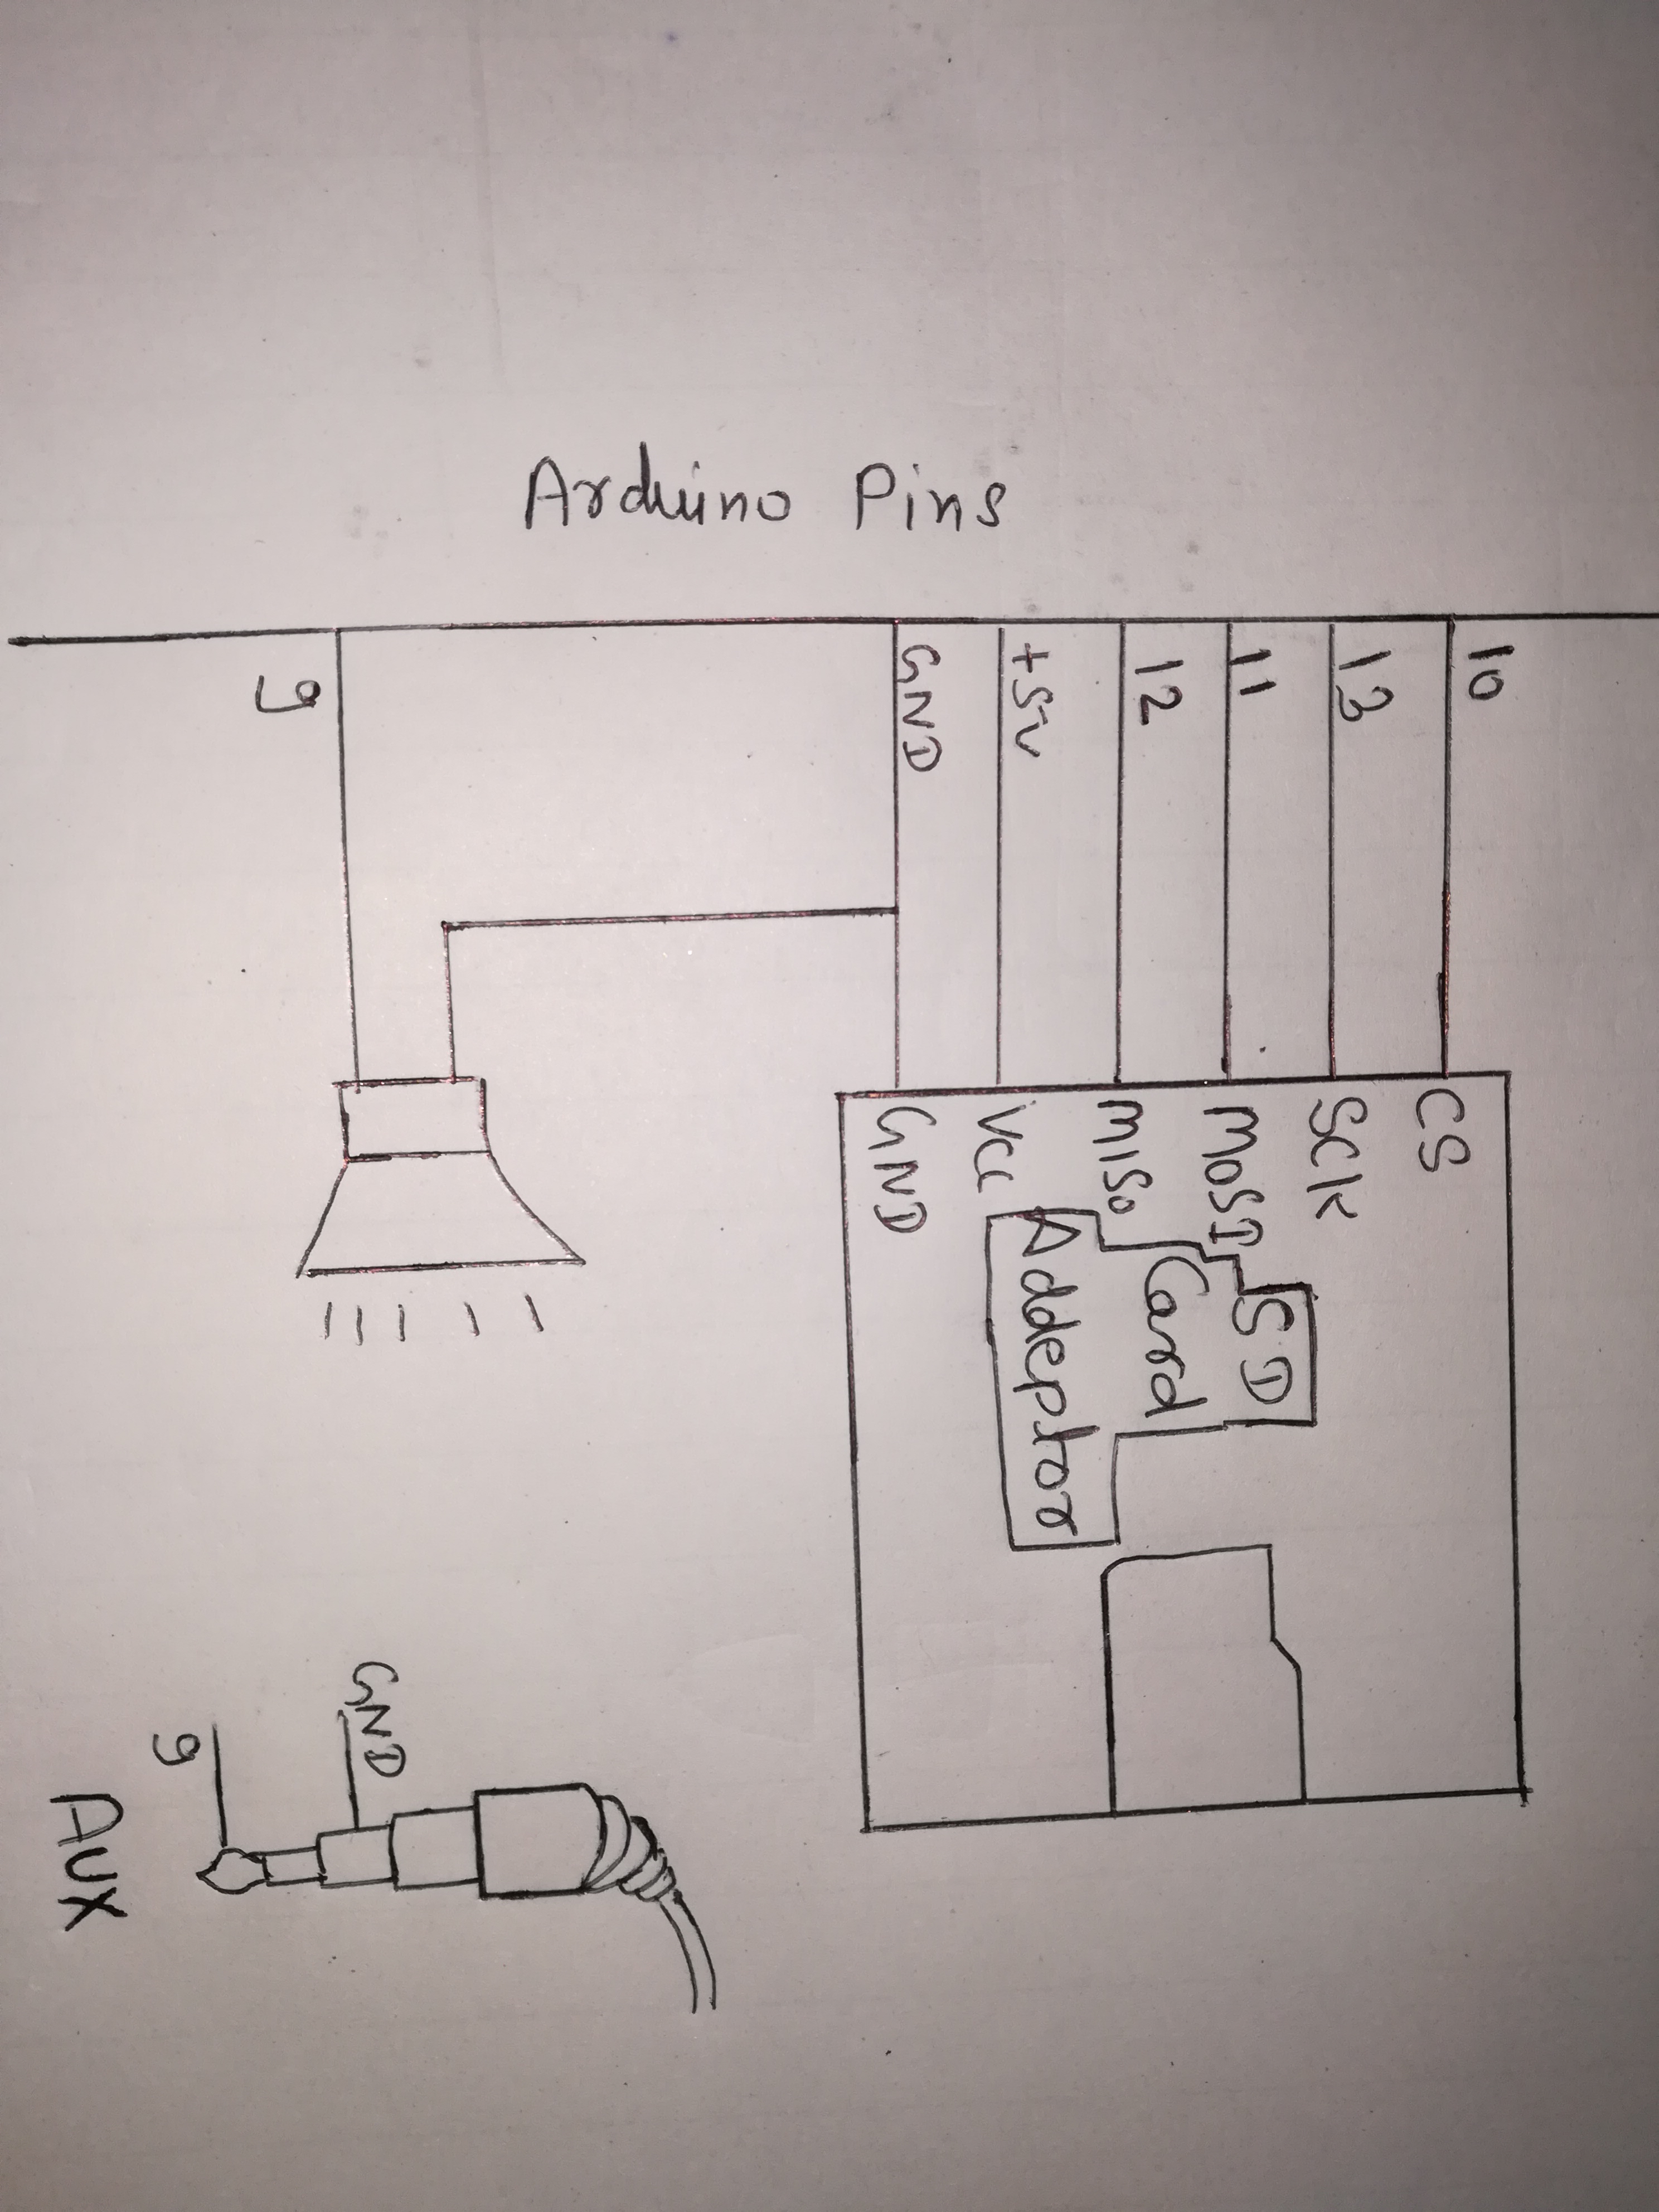 10
CS
13
SCK
11
MOSI
SD
12
Card
MISO
+5V
Addeptor
VCC
GND
GND
Arduino Pins
9
GND
9
AUX